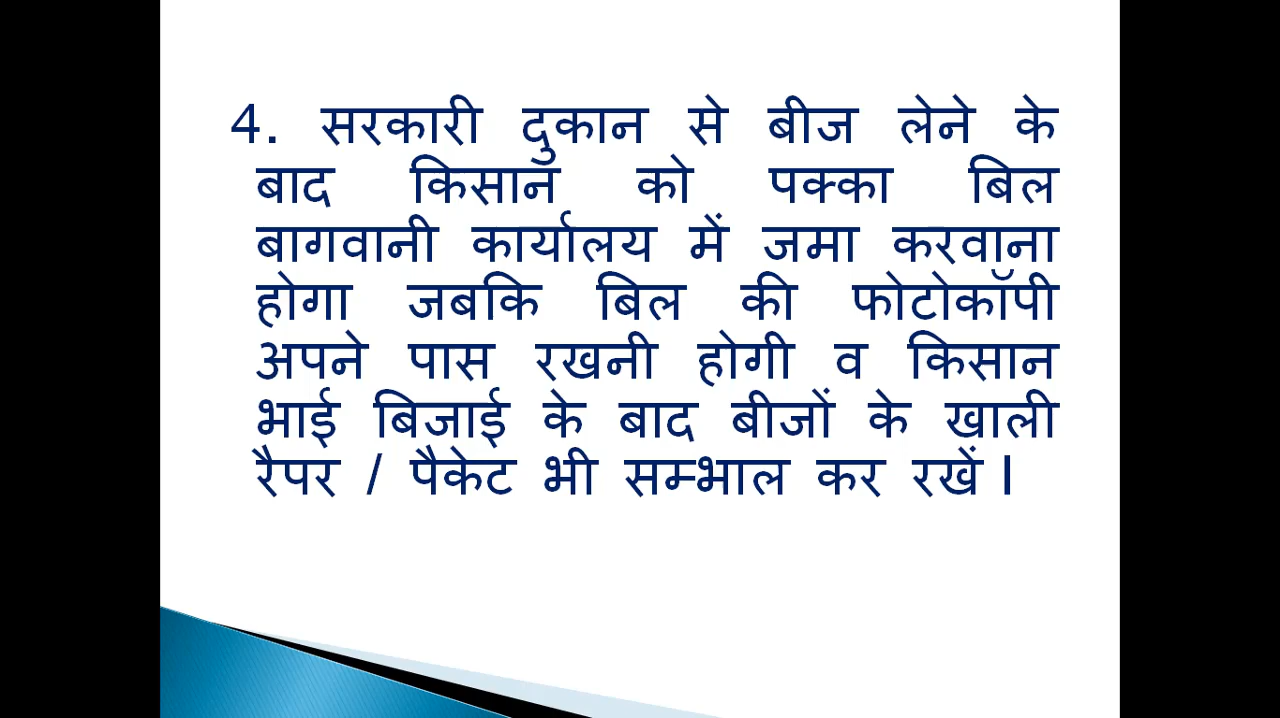 4. सरकारी दुकान से बीज लेने के
बाद किसान को पक्का बिल
बागवानी कार्यालय में जमा करवाना
होगा जबकि बिल की फोटोकॉपी
अपने पास रखनी होगी व किसान
भाई बिजाई के बाद बीजों के खाली
रैपर / पैकेट भी सम्भाल कर रखें।